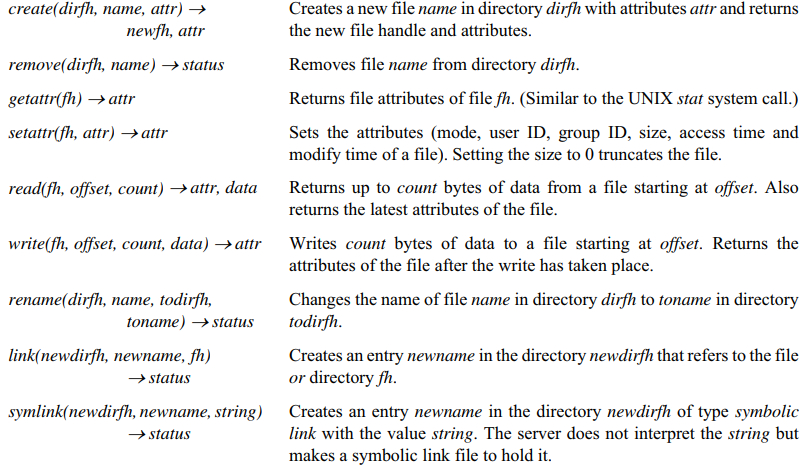 create(dirfh, name, attr) → Creates a new file name in directory dirfh with attributes attr and returns
newfh, attr the new file handle and attributes.
remove(dirfh, name) → status Removes file name from directory dirfh.
getattr(fh) → attr Returns file attributes of file fh. (Similar to the UNIX stat system call.)
setattr(fh, attr) → attr Sets the attributes (mode, user ID, group ID, size, access time and
modify time of a file). Setting the size to 0 truncates the file.
read(fh, offset, count) → attr, data Returns up to count bytes of data from a file starting at offset. Also
returns the latest attributes of the file.
write(fh, offset, count, data) → attr Writes count bytes of data to a file starting at offset. Returns the
attributes of the file after the write has taken place.
rename(dirfh, name, todirfh, Changes the name of file name in directory dirfh to toname in directory
toname) → status todirfh.
link(newdirfh, newname, fh) Creates an entry newname in the directory newdirfh that refers to the file
→ status or directory fh.
symlink(newdirfh, newname, string) Creates an entry newname in the directory newdirfh of type symbolic
→ status link with the value string. The server does not interpret the string but
makes a symbolic link file to hold it.